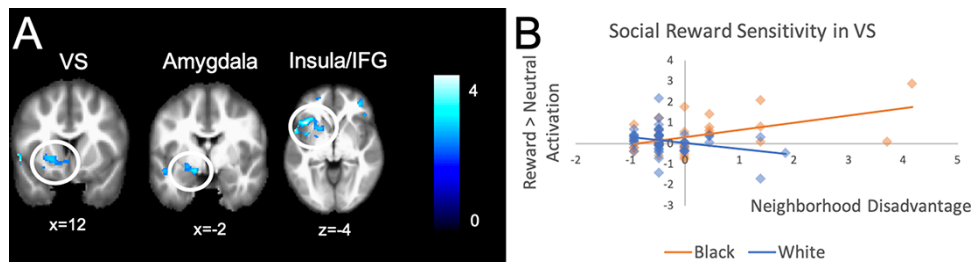 A
VS
Amygdala
Insula/IFG
4
0
x=12
x=-2
z=-4
B
Social Reward Sensitivity in VS
Reward > Neutral
Activation
4
3
2
1
0
-1
-2
-3
-2
-1
0
1
2
3
4
5
Neighborhood Disadvantage
Black
White